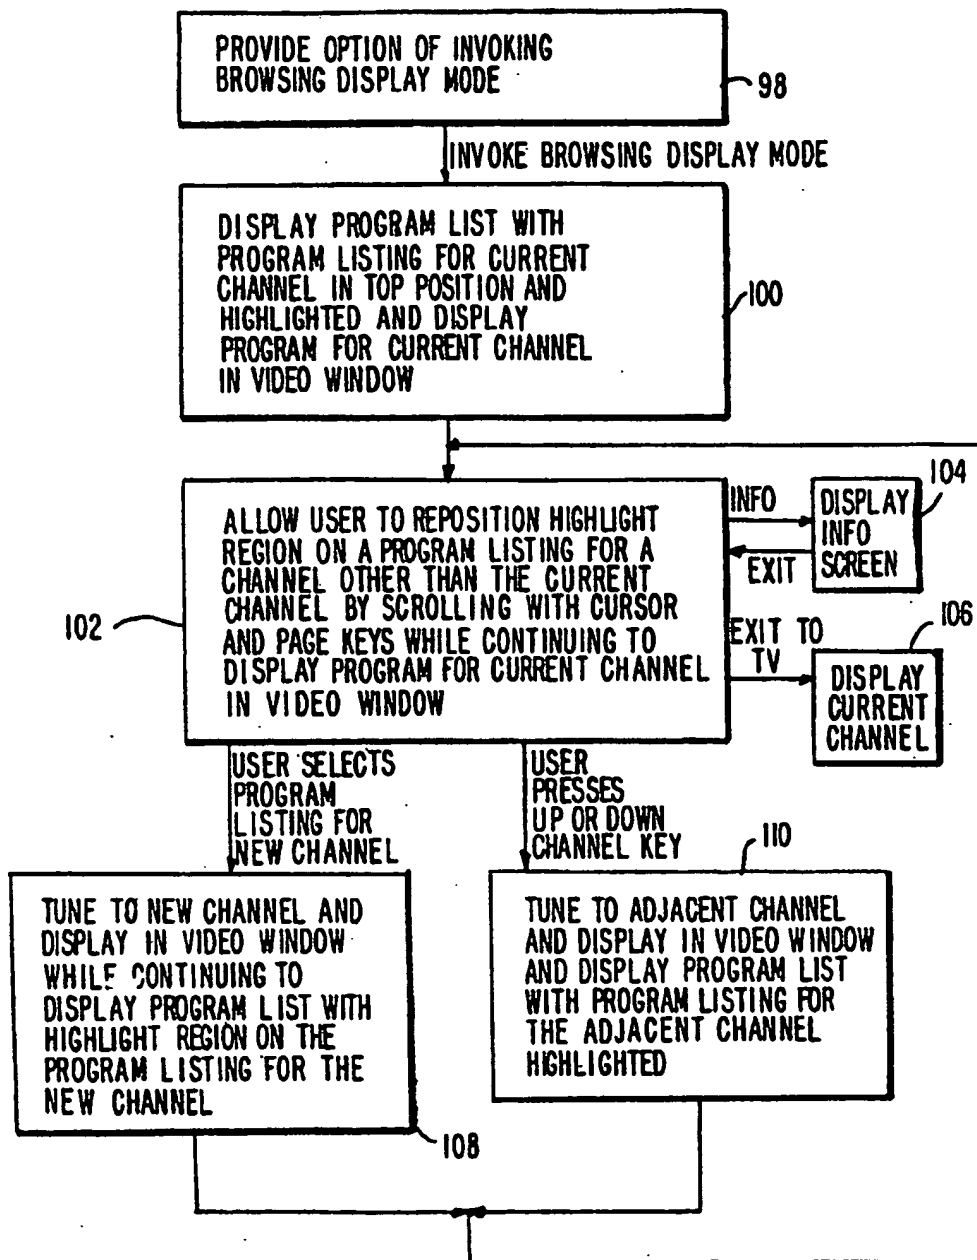 PROVIDE OPTION OF INVOKING
BROWSING DISPLAY MODE
98
INVOKE BROWSING DISPLAY MODE
DISPLAY PROGRAM LIST WITH
PROGRAM LISTING FOR CURRENT
CHANNEL IN TOP POSITION AND
HIGHLIGHTED AND DISPLAY
PROGRAM FOR CURRENT CHANNEL
IN VIDEO WINDOW
100
ALLOW USER TO REPOSITION HIGHLIGHT
REGION ON A PROGRAM LISTING FOR A
CHANNEL OTHER THAN THE CURRENT
CHANNEL BY SCROLLING WITH CURSOR
AND PAGE KEYS WHILE CONTINUING TO
DISPLAY PROGRAM FOR CURRENT CHANNEL
IN VIDEO WINDOW
102
INFO
EXIT
DISPLAY
INFO
SCREEN
104
EXIT TO
TV
DISPLAY
CURRENT
CHANNEL
106
USER SELECTS
PROGRAM
LISTING FOR
NEW CHANNEL
USER
PRESSES
UP OR DOWN
CHANNEL KEY
TUNE TO NEW CHANNEL AND
DISPLAY IN VIDEO WINDOW
WHILE CONTINUING TO
DISPLAY PROGRAM LIST WITH
HIGHLIGHT REGION ON THE
PROGRAM LISTING FOR THE
NEW CHANNEL
108
TUNE TO ADJACENT CHANNEL
AND DISPLAY IN VIDEO WINDOW
AND DISPLAY PROGRAM LIST
WITH PROGRAM LISTING FOR
THE ADJACENT CHANNEL
HIGHLIGHTED
110